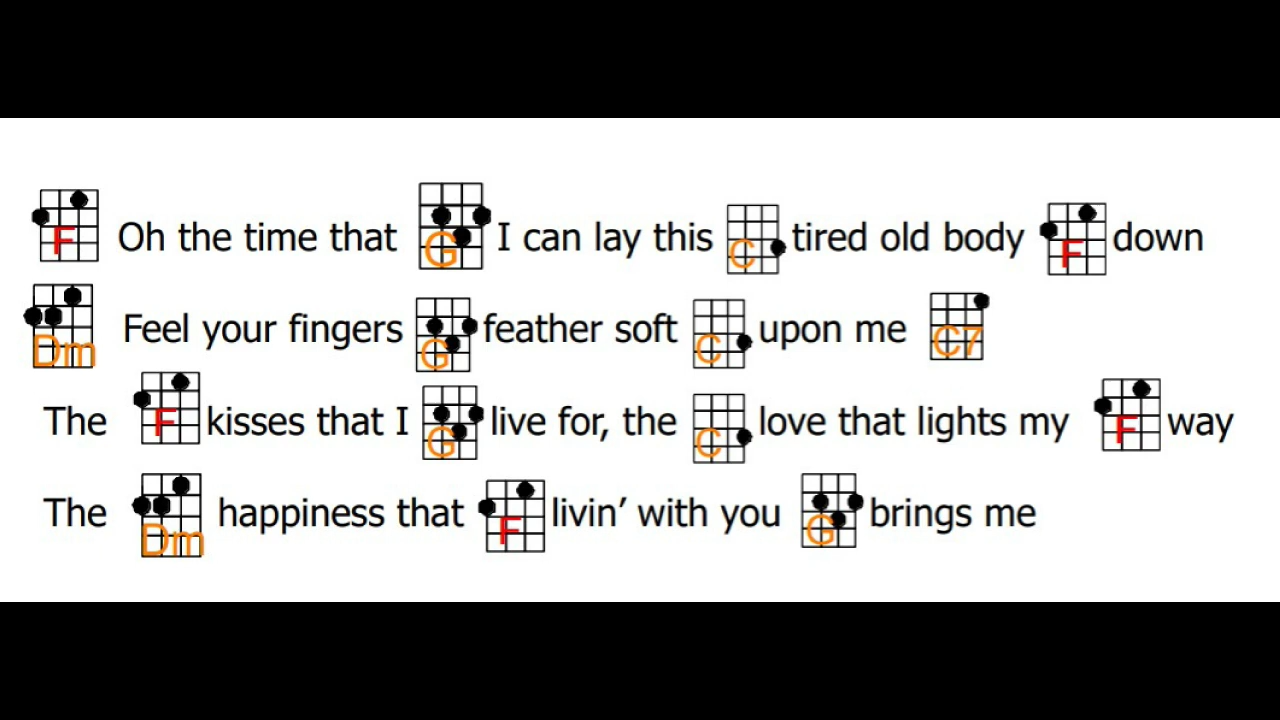 F Oh the time that G I can lay this C tired old body F down
Dm Feel your fingers G feather soft C upon me C7
The F kisses that I G live for, the C love that lights my F way
The Dm happiness that F livin’ with you G brings me